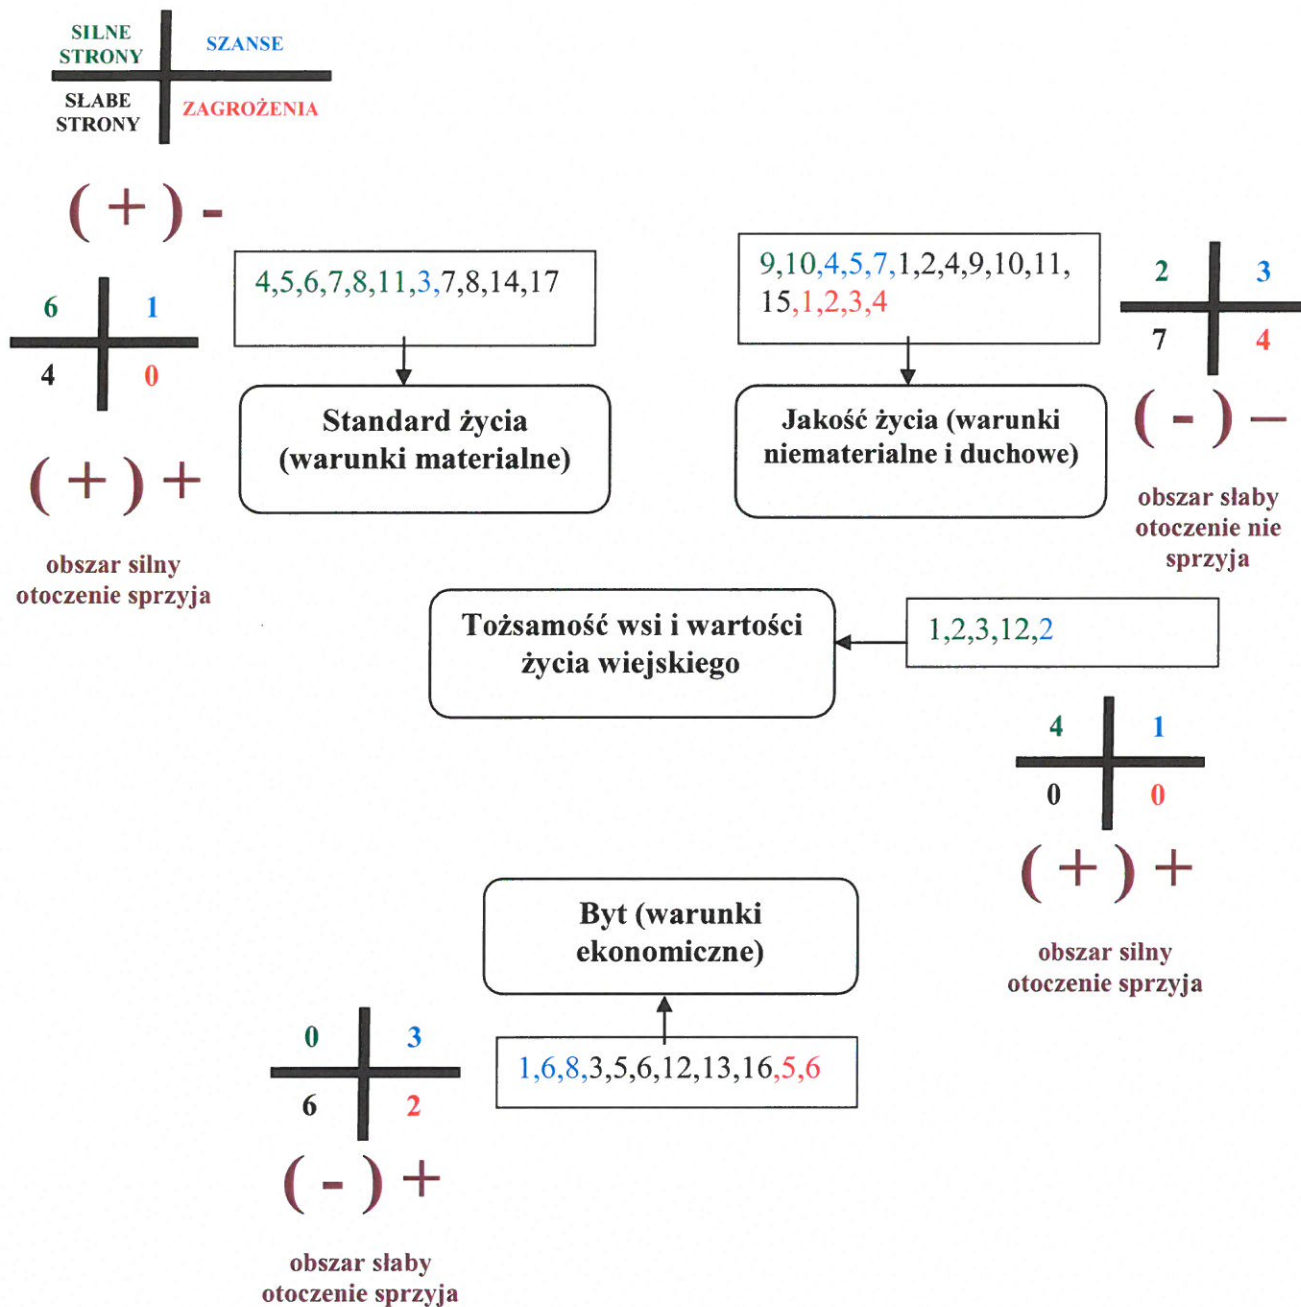 SILNE
STRONY
SZANSE
SŁABE
STRONY
ZAGROŻENIA
( + ) -
4,5,6,7,8,11,3,7,8,14,17
6
1
4
0
Standard życia
(warunki materialne)
( + ) +
obszar silny
otoczenie sprzyja
9,10,4,5,7,1,2,4,9,10,11,
15,1,2,3,4
2
3
7
4
Jakość życia (warunki
niematerialne i duchowe)
( - ) –
obszar słaby
otoczenie nie
sprzyja
Tożsamość wsi i wartości
życia wiejskiego
1,2,3,12,2
4
1
0
0
( + ) +
obszar silny
otoczenie sprzyja
Byt (warunki
ekonomiczne)
0
3
6
2
1,6,8,3,5,6,12,13,16,5,6
( - ) +
obszar słaby
otoczenie sprzyja